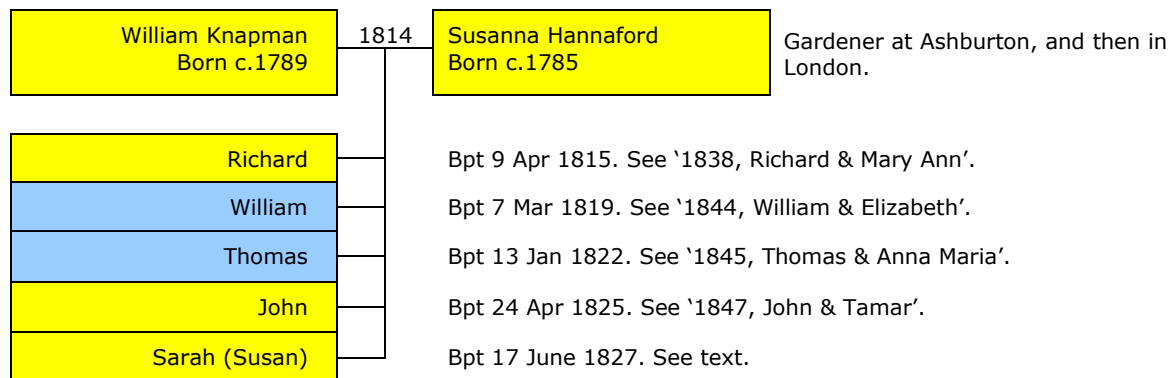 William Knapman
Born c.1789
1814
Susanna Hannaford
Born c.1785
Gardener at Ashburton, and then in
London.
Richard
Bpt 9 Apr 1815. See ‘1838, Richard & Mary Ann’.
William
Bpt 7 Mar 1819. See ‘1844, William & Elizabeth’.
Thomas
Bpt 13 Jan 1822. See ‘1845, Thomas & Anna Maria’.
John
Bpt 24 Apr 1825. See ‘1847, John & Tamar’.
Sarah (Susan)
Bpt 17 June 1827. See text.